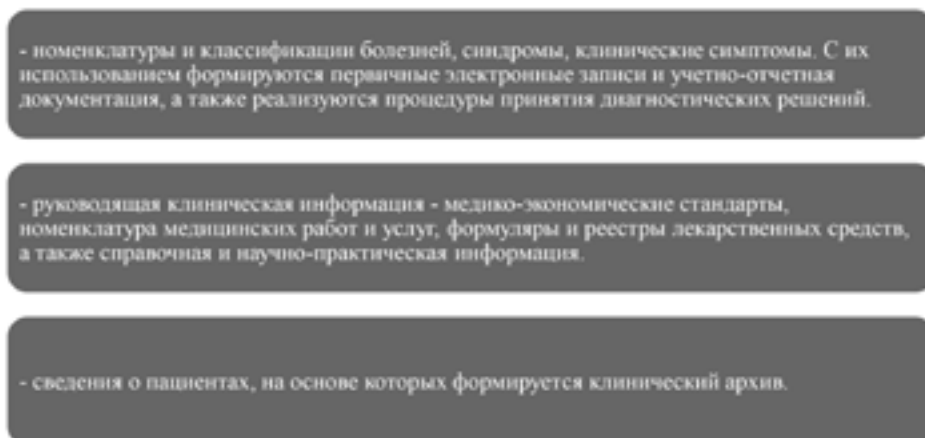 - номенклатуры и классификации болезней, синдромы, клинические симптомы. С их
использованием формируются первичные электронные записи и учетно-отчетная
документация, а также реализуются процедуры принятия диагностических решений.
- руководящая клиническая информация - медико-экономические стандарты,
номенклатура медицинских работ и услуг, формуляры и реестры лекарственных средств,
а также справочная и научно-практическая информация.
- сведения о пациентах, на основе которых формируется клинический архив.